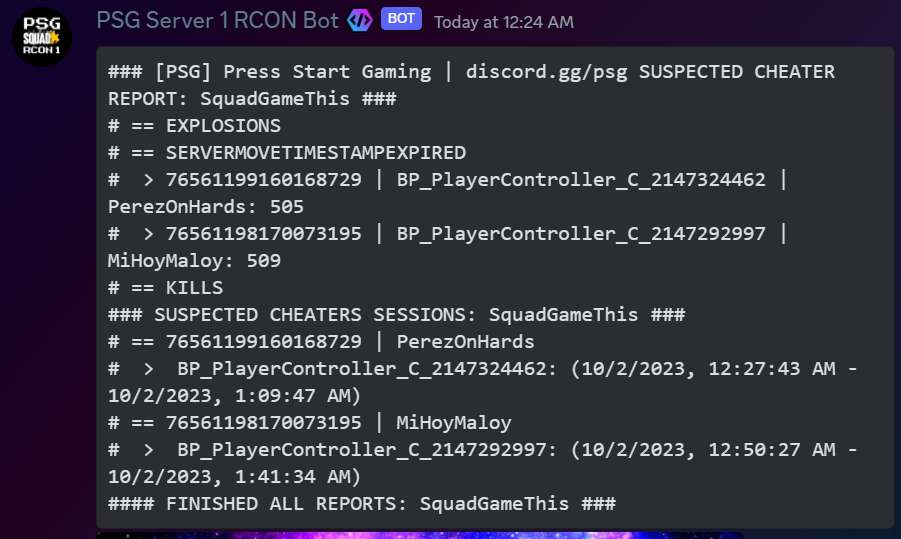 PSG
SQUAD
RCON 1
PSG Server 1 RCON Bot BOT Today at 12:24 AM
### [PSG] Press Start Gaming | discord.gg/psg SUSPECTED CHEATER
REPORT: SquadGameThis ###
# == EXPLOSIONS
# == SERVERMOVETIMESTAMPEXPIRED
#  > 76561199160168729 | BP_PlayerController_C_2147324462 |
PerezOnHards: 505
#  > 76561198170073195 | BP_PlayerController_C_2147292997 |
MiHoyMaloy: 509
# == KILLS
### SUSPECTED CHEATERS SESSIONS: SquadGameThis ###
# == 76561199160168729 | PerezOnHards
#  >  BP_PlayerController_C_2147324462: (10/2/2023, 12:27:43 AM -
10/2/2023, 1:09:47 AM)
# == 76561198170073195 | MiHoyMaloy
#  >  BP_PlayerController_C_2147292997: (10/2/2023, 12:50:27 AM -
10/2/2023, 1:41:34 AM)
#### FINISHED ALL REPORTS: SquadGameThis ###